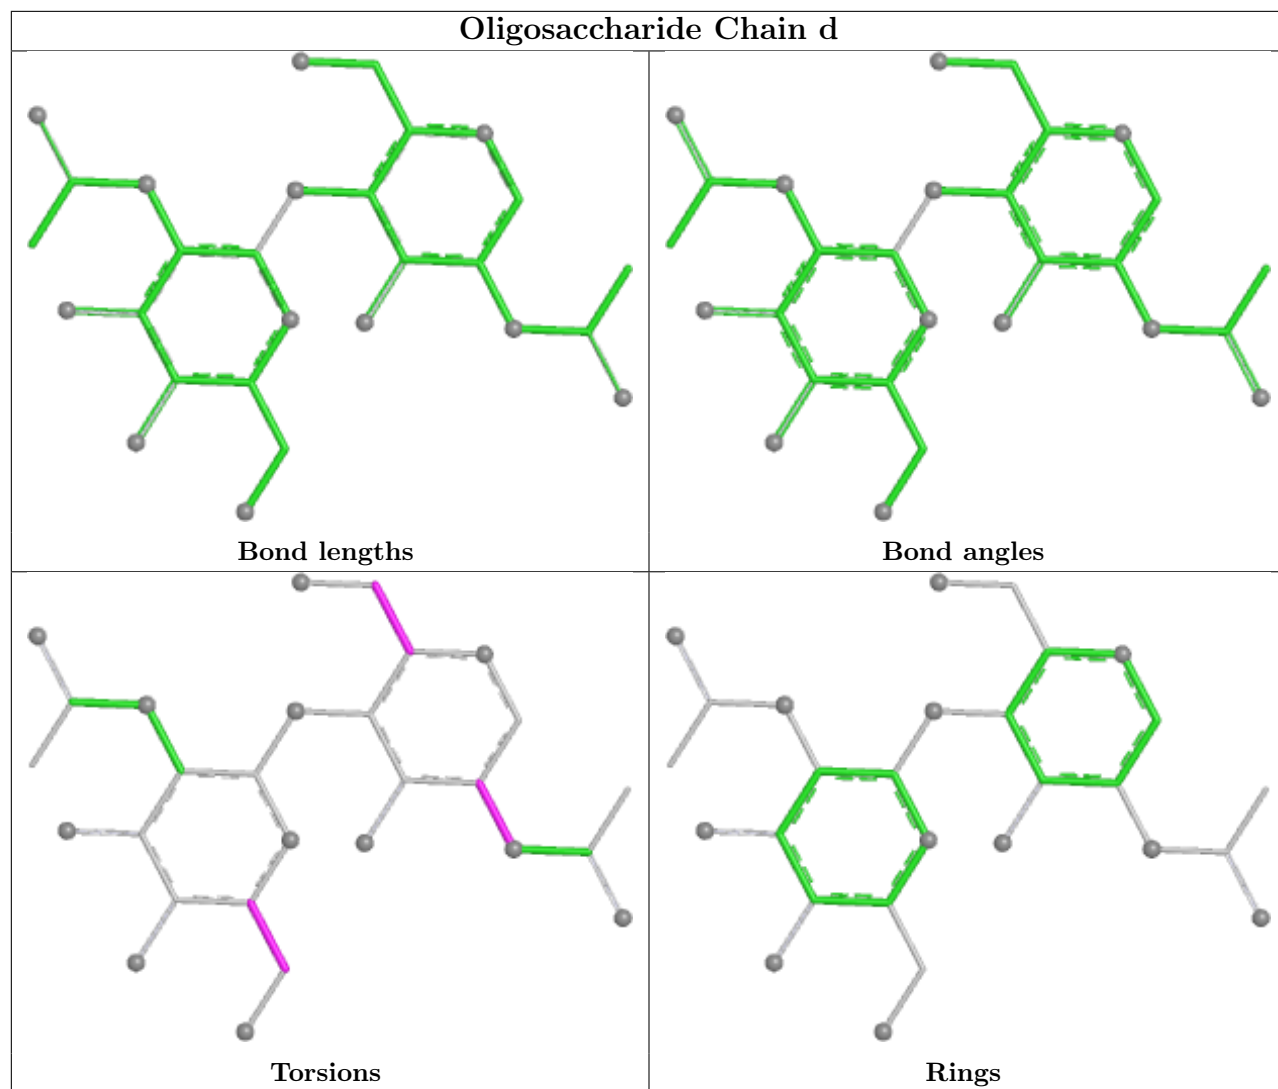 Oligosaccharide Chain d
Bond lengths
Bond angles
Torsions
Rings